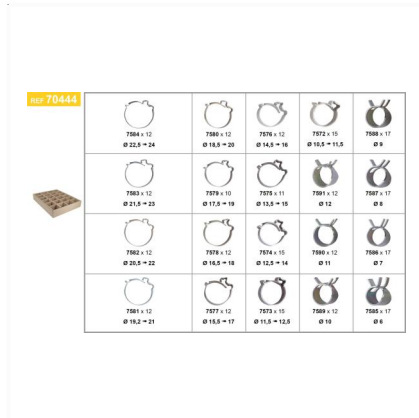 REF 70444
7584 x 12 7580 x 12 7576 x 12 7572 x 15 7588 x 17
Ø 22,5 ➝ 24 Ø 18,5 ➝ 20 Ø 14,5 ➝ 16 Ø 10,5 ➝ 11,5 Ø 9
7583 x 12 7579 x 10 7575 x 11 7591 x 12 7587 x 17
Ø 21,5 ➝ 23 Ø 17,5 ➝ 19 Ø 13,5 ➝ 15 Ø 12 Ø 8
7582 x 12 7578 x 12 7574 x 15 7590 x 12 7586 x 17
Ø 20,5 ➝ 22 Ø 16,5 ➝ 18 Ø 12,5 ➝ 14 Ø 11 Ø 7
7581 x 12 7577 x 12 7573 x 15 7589 x 12 7585 x 17
Ø 19,2 ➝ 21 Ø 15,5 ➝ 17 Ø 11,5 ➝ 12,5 Ø 10 Ø 6